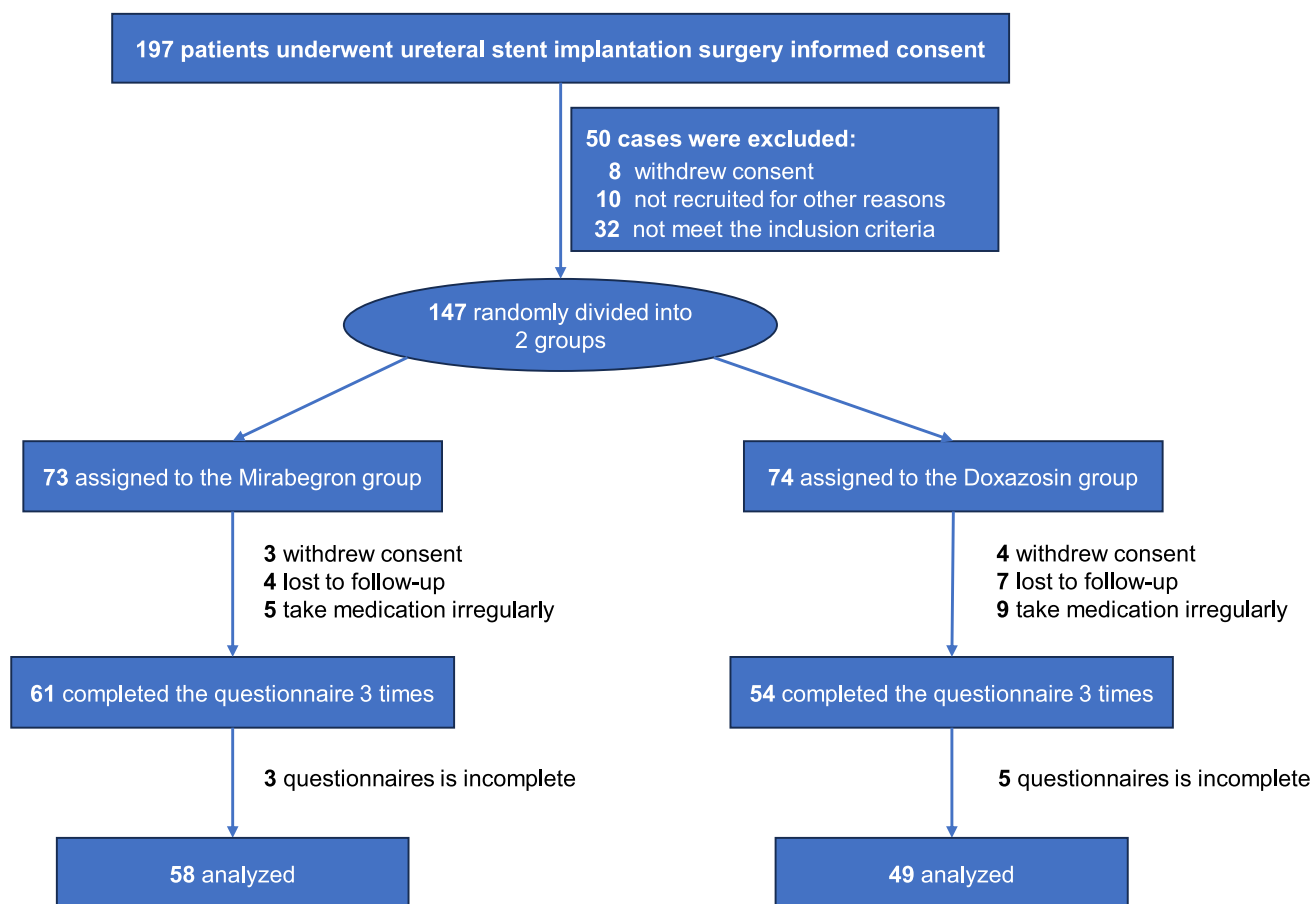 197 patients underwent ureteral stent implantation surgery informed consent
50 cases were excluded:
8 withdrew consent
10 not recruited for other reasons
32 not meet the inclusion criteria
147 randomly divided into
2 groups
73 assigned to the Mirabegron group
74 assigned to the Doxazosin group
3 withdrew consent
4 lost to follow-up
5 take medication irregularly
4 withdrew consent
7 lost to follow-up
9 take medication irregularly
61 completed the questionnaire 3 times
54 completed the questionnaire 3 times
3 questionnaires is incomplete
5 questionnaires is incomplete
58 analyzed
49 analyzed